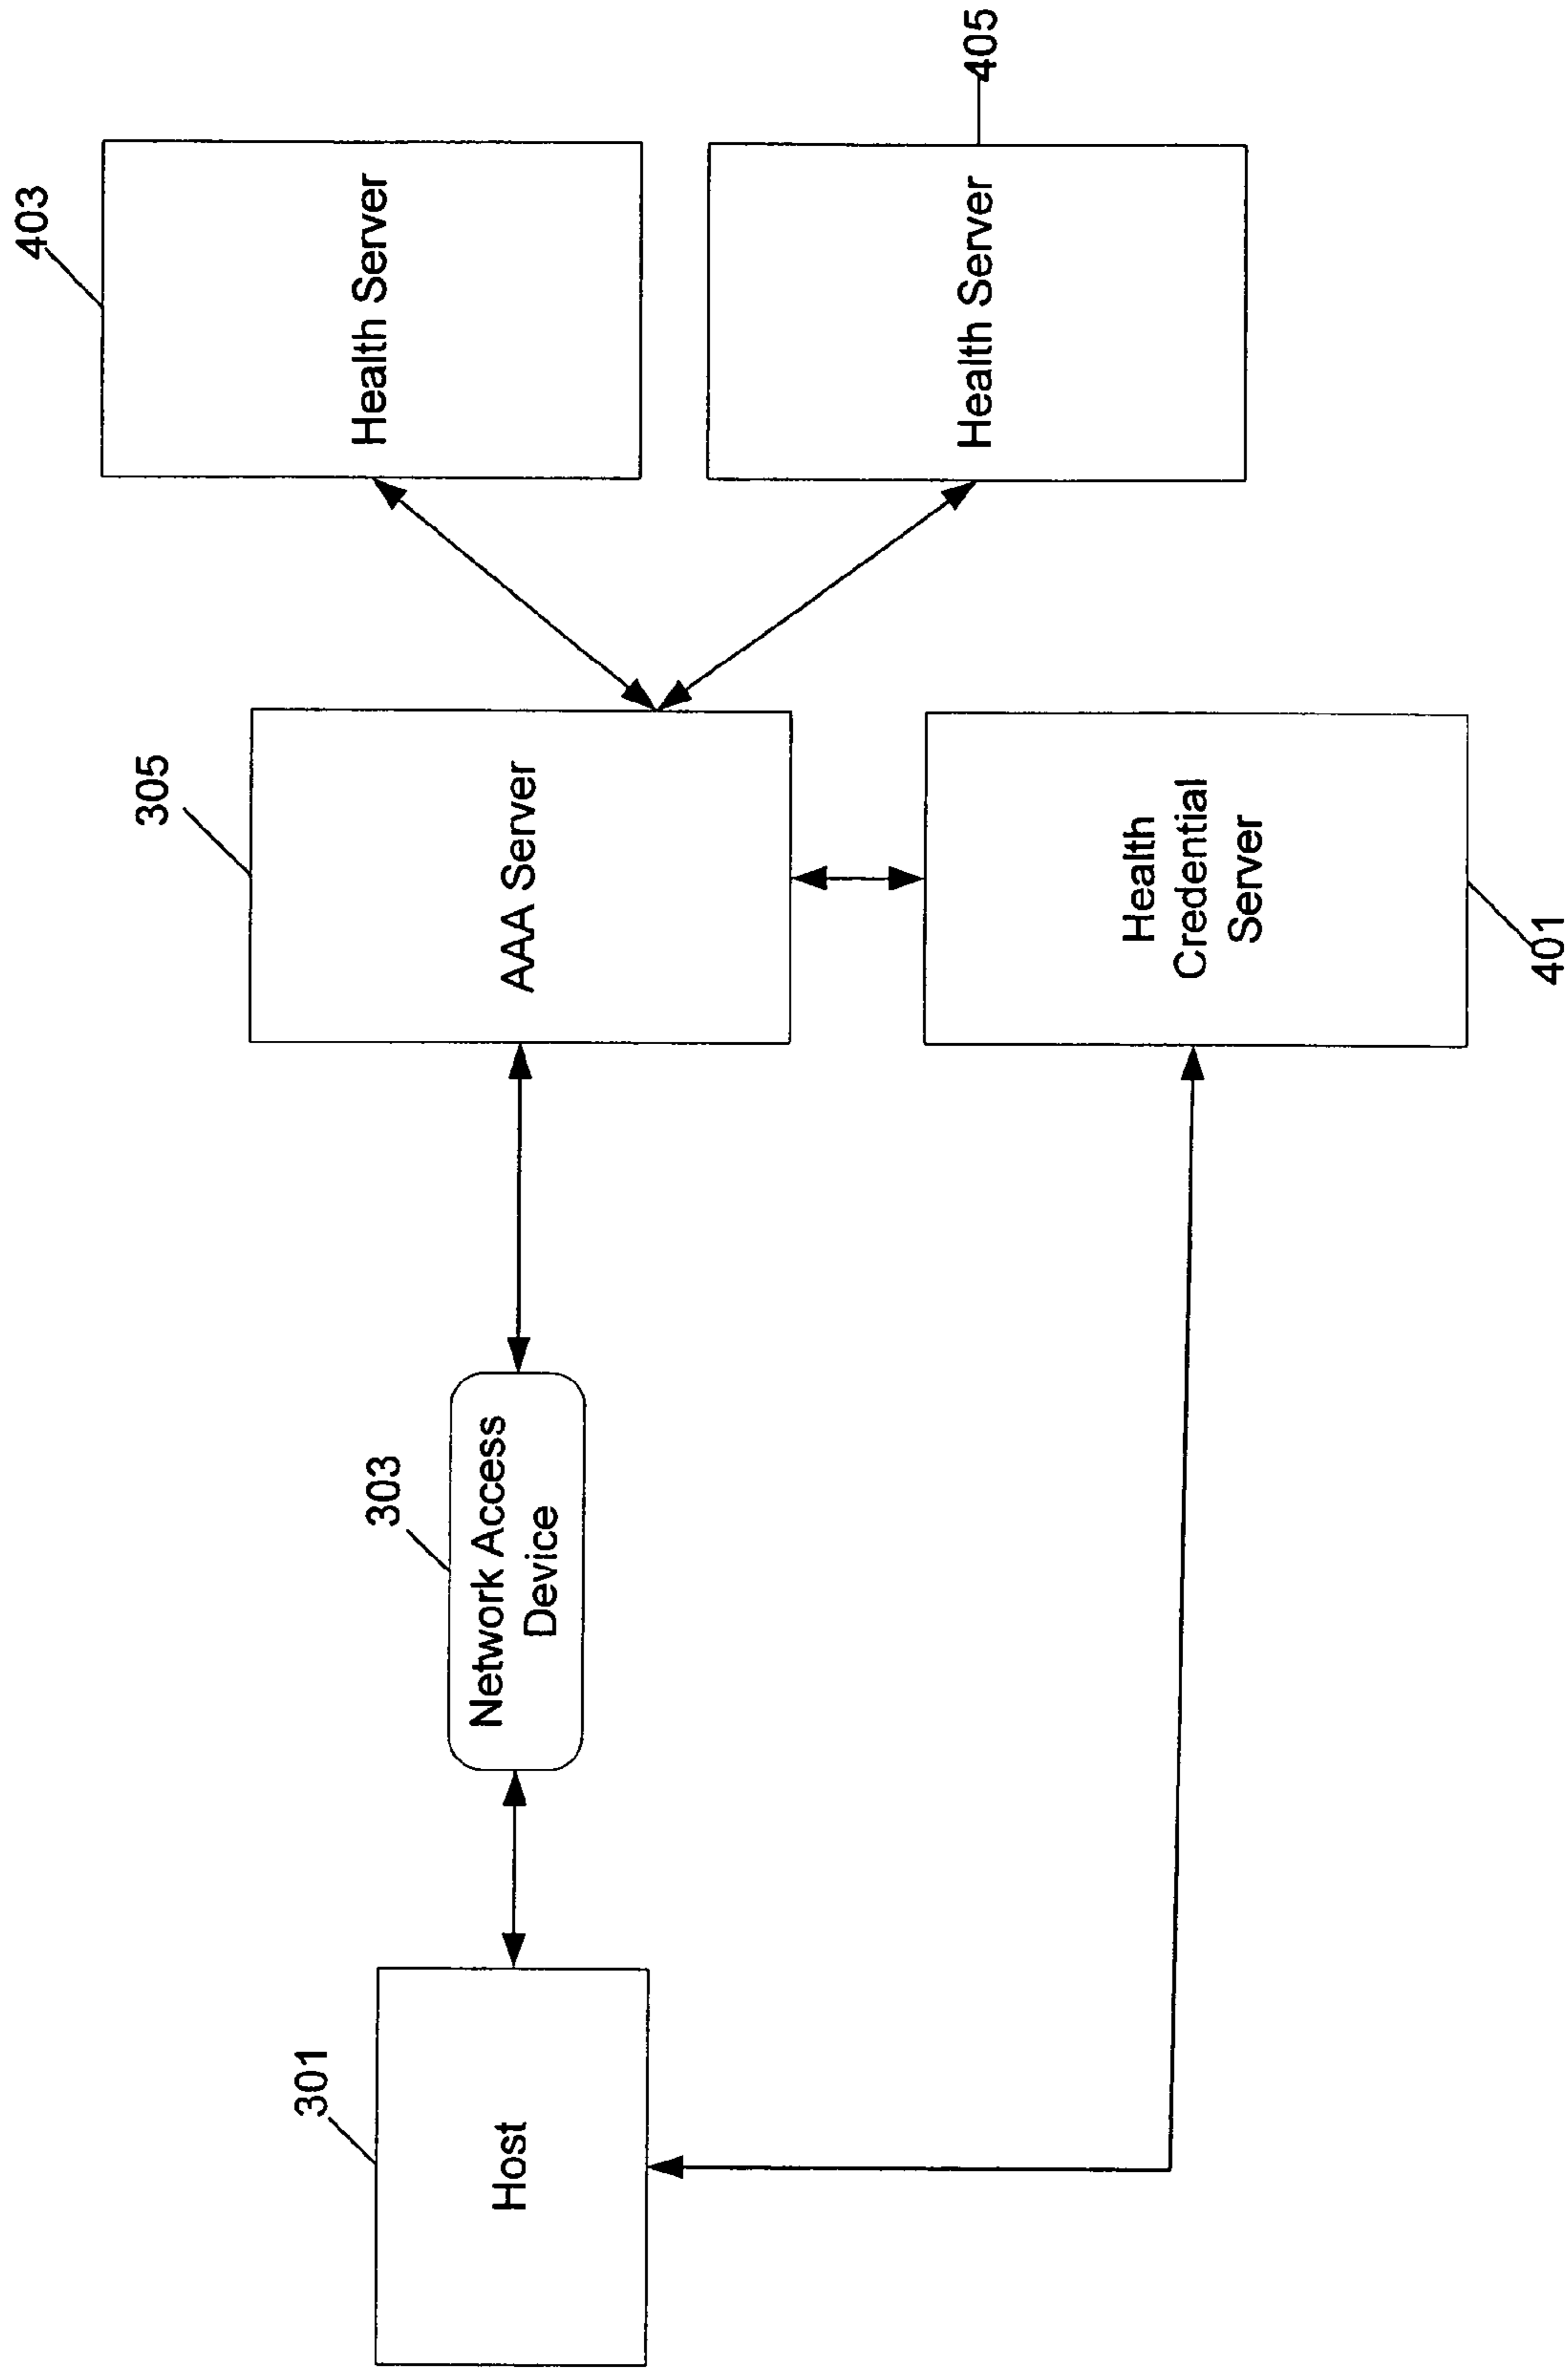 301
Host
303
Network Access
Device
305
AAA Server
403
Health Server
Health Server
405
Health
Credential
Server
401